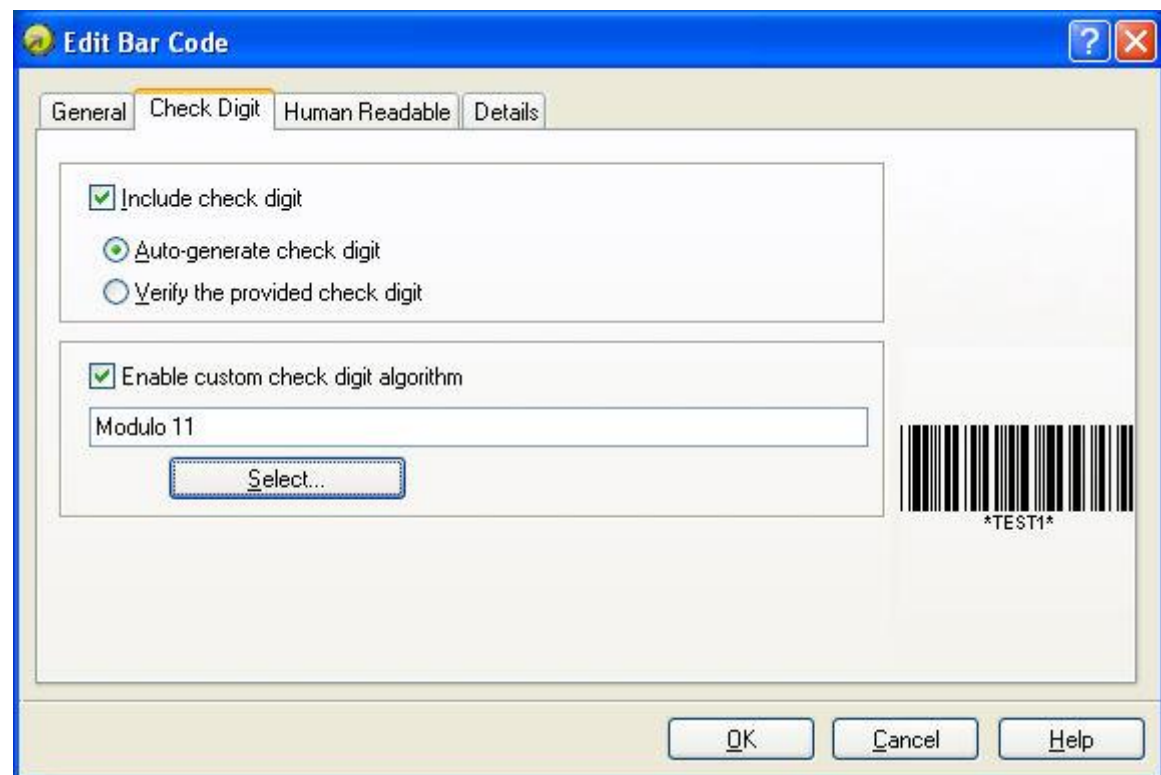 Edit Bar Code
General Check Digit Human Readable Details
Include check digit
Auto-generate check digit
Verify the provided check digit
Enable custom check digit algorithm
Modulo 11
Select...
*TEST1*
OK Cancel Help